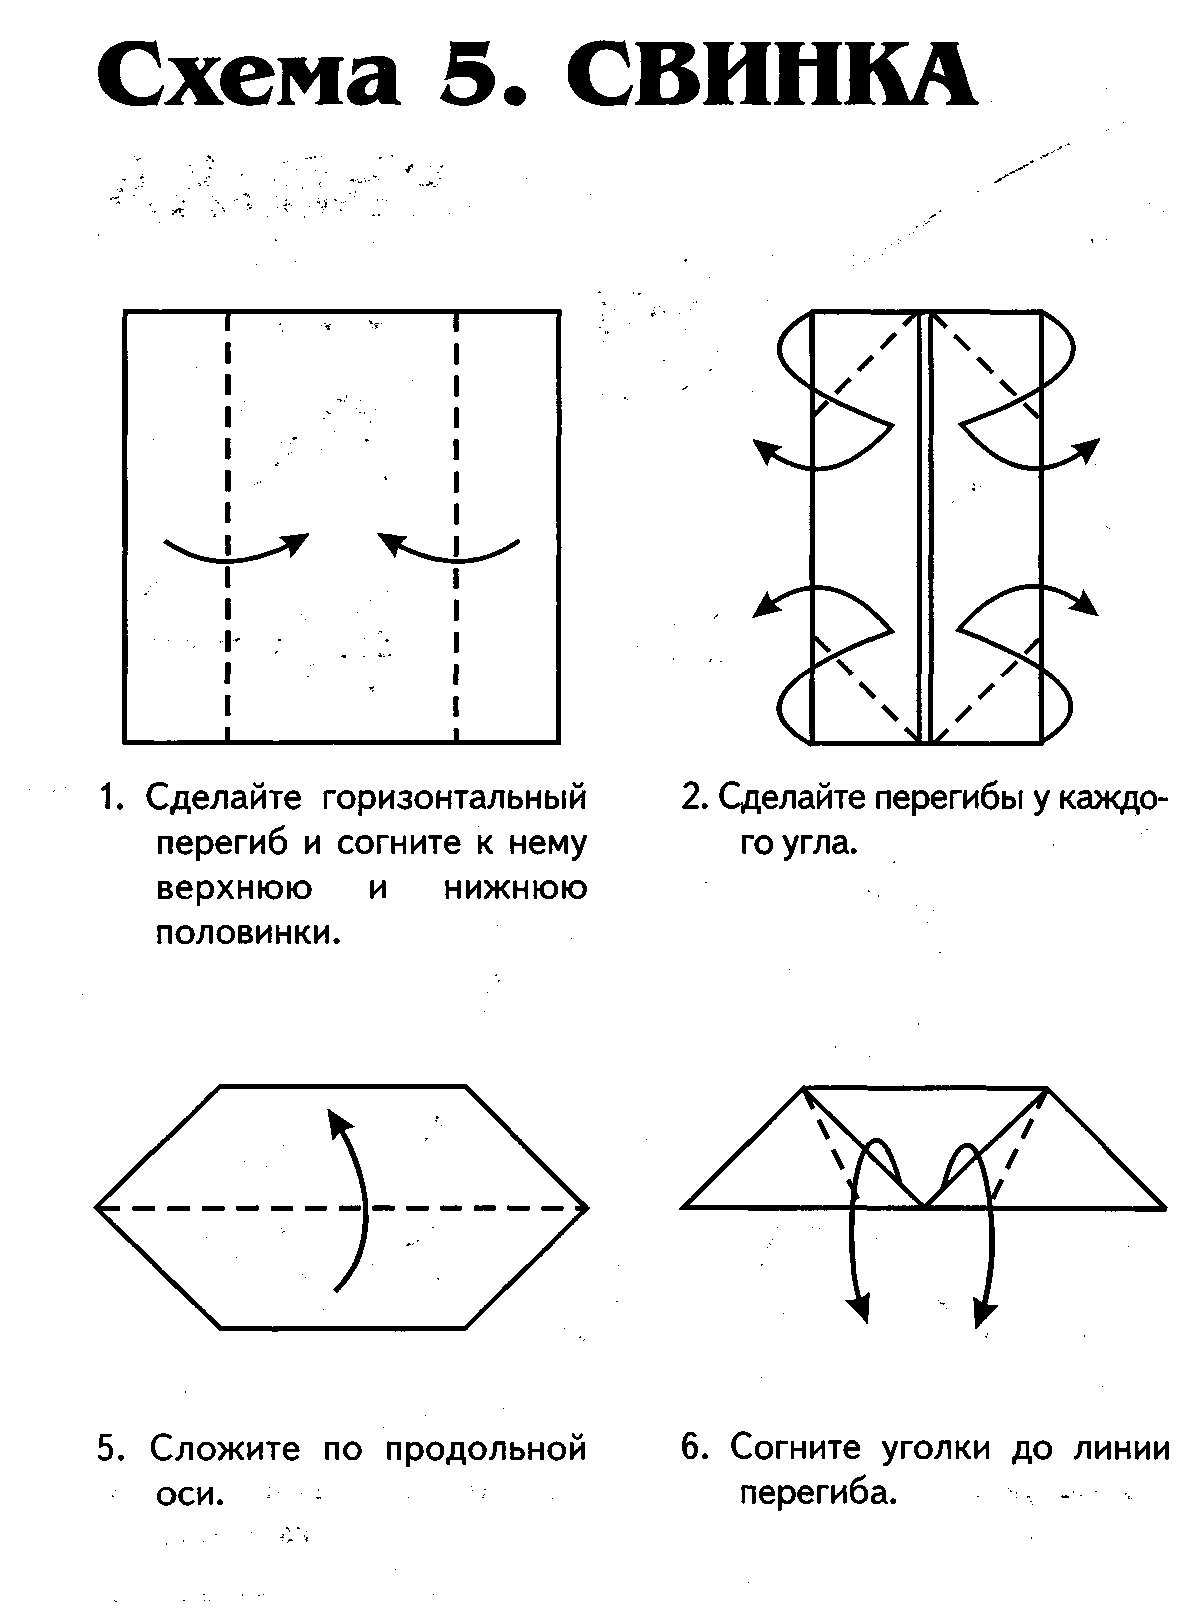 Схема 5. СВИНКА
1. Сделайте горизонтальный
перегиб и согните к нему
верхнюю и нижнюю
половинки.
2. Сделайте перегибы у каждо-
го угла.
5. Сложите по продольной
оси.
6. Согните уголки до линии
перегиба.